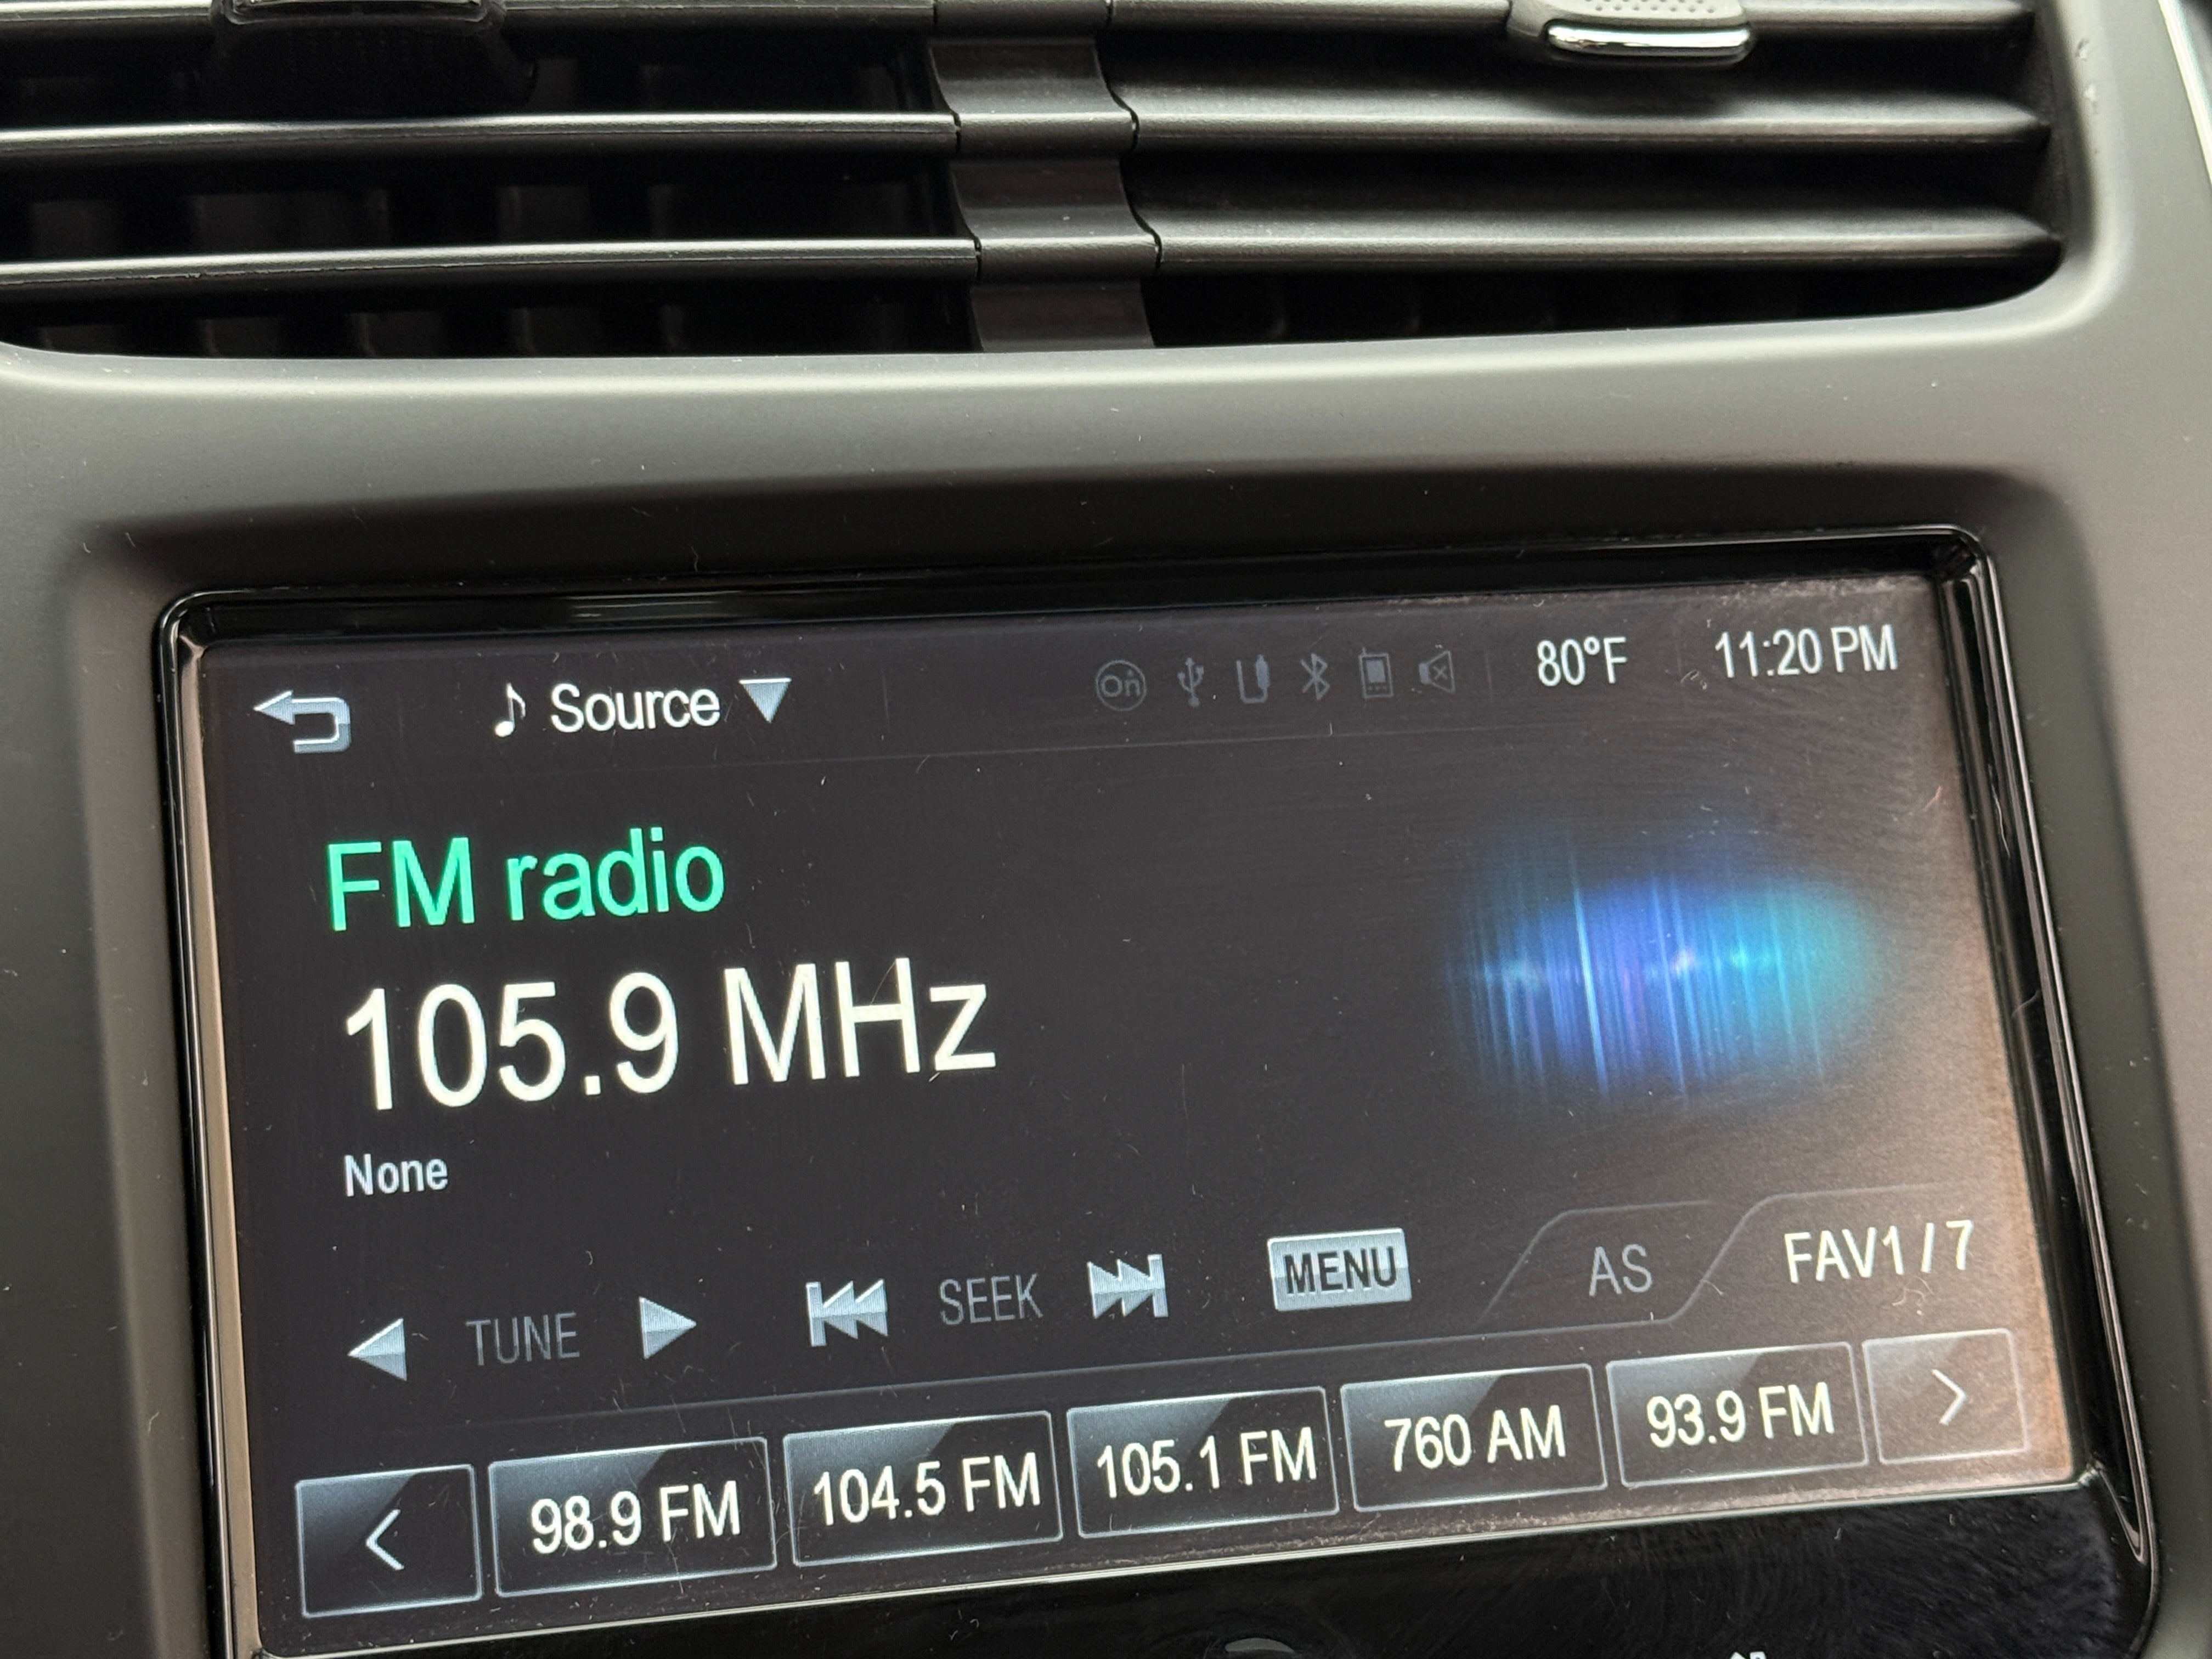 ♪ Source ▼ On 80°F 11:20 PM
FM radio
105.9 MHz
None
TUNE SEEK MENU AS FAV1/7
< 98.9 FM 104.5 FM 105.1 FM 760 AM 93.9 FM >